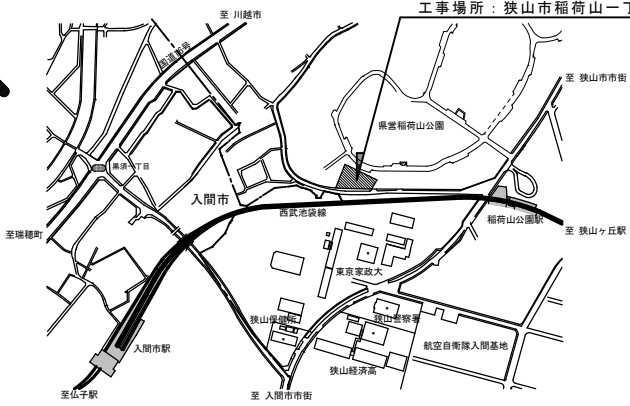 工事場所：狭山市稲荷山一丁
至 川越市
国道16号
至 狭山市市街
県営稲荷山公園
黒須一丁目
入間市
西武池袋線
稲荷山公園駅
至瑞穂町
至 狭山ヶ丘駅
東京家政大
狭山保健所
狭山警察署
入間市駅
航空自衛隊入間基地
狭山経済高
至仏子駅
至 入間市市街